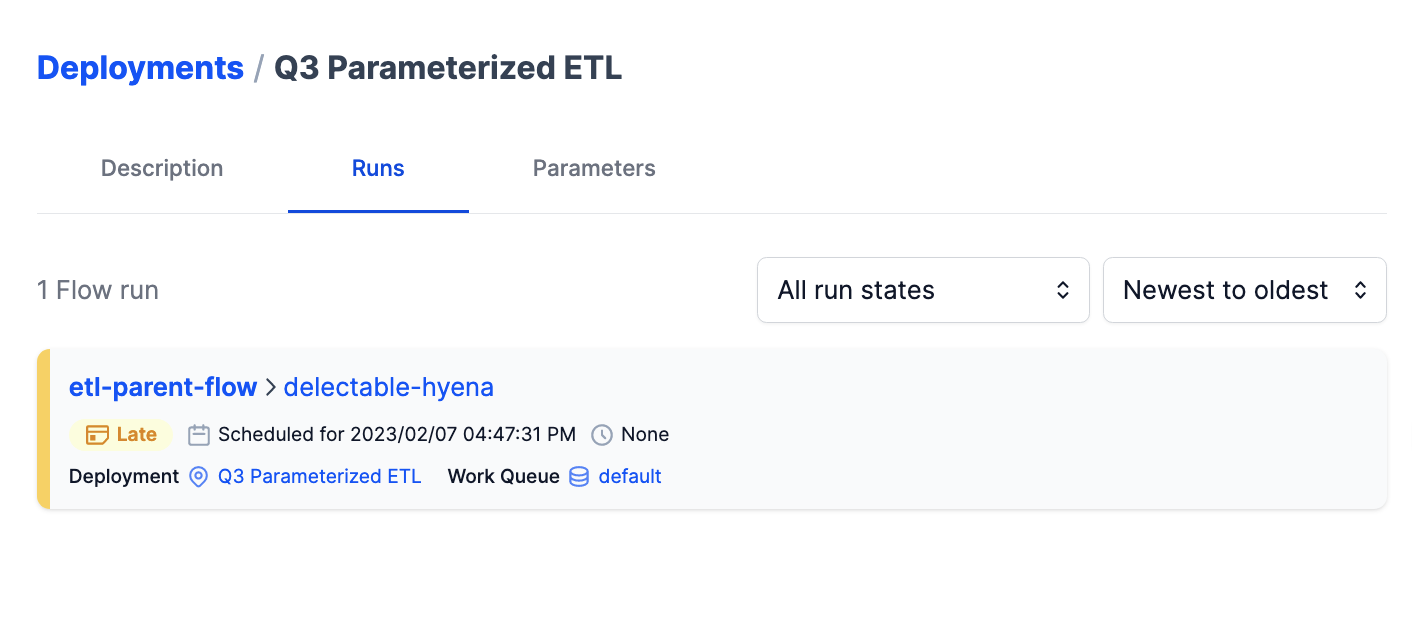 Deployments / Q3 Parameterized ETL
Description Runs Parameters
1 Flow run All run states Newest to oldest
etl-parent-flow > delectable-hyena
Late Scheduled for 2023/02/07 04:47:31 PM None
Deployment Q3 Parameterized ETL Work Queue default